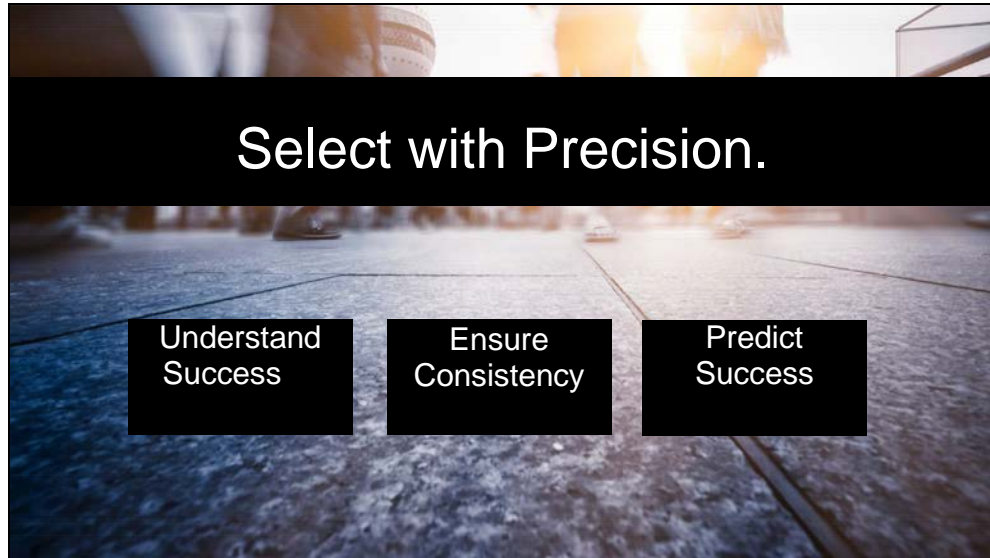 Select with Precision.
Understand
Success
Ensure
Consistency
Predict
Success